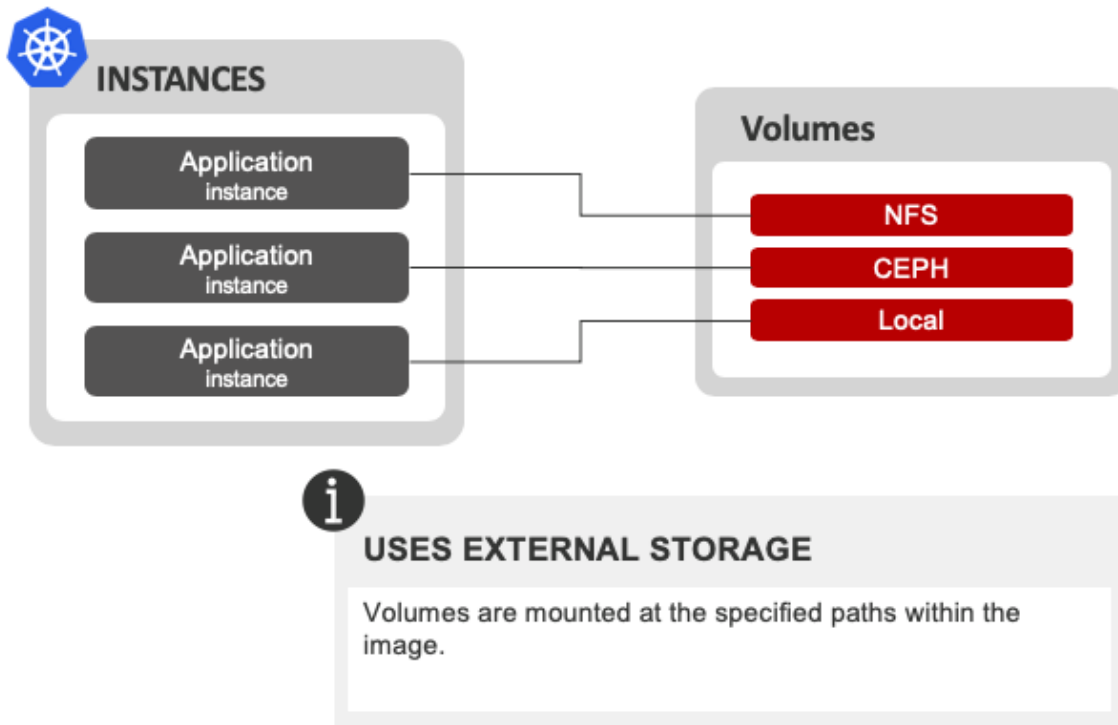 INSTANCES
Application
instance
Application
instance
Application
instance
Volumes
NFS
CEPH
Local
i
USES EXTERNAL STORAGE
Volumes are mounted at the specified paths within the
image.